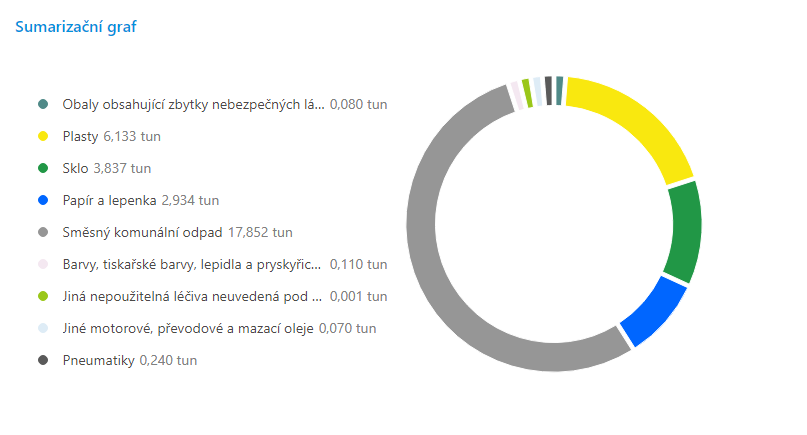 Sumarizační graf
Obaly obsahující zbytky nebezpečných lá... 0,080 tun
Plasty 6,133 tun
Sklo 3,837 tun
Papír a lepenka 2,934 tun
Směsný komunální odpad 17,852 tun
Barvy, tiskařské barvy, lepidla a pryskyřic... 0,110 tun
Jiná nepoužitelná léčiva neuvedená pod ... 0,001 tun
Jiné motorové, převodové a mazací oleje 0,070 tun
Pneumatiky 0,240 tun